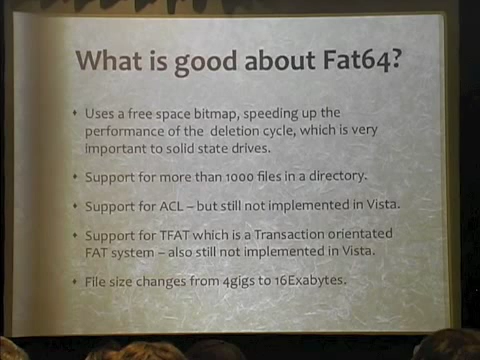 What is good about Fat64?
Uses a free space bitmap, speeding up the
performance of the deletion cycle, which is very
important to solid state drives.
Support for more than 1000 files in a directory.
Support for ACL – but still not implemented in Vista.
Support for TFAT which is a Transaction orientated
FAT system – also still not implemented in Vista.
File size changes from 4gigs to 16Exabytes.